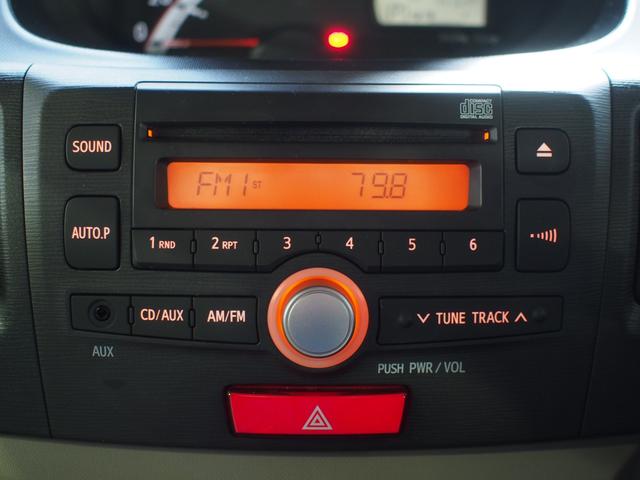 COMPACT
disc
DIGITAL AUDIO
SOUND
FM1 ST 79.8
AUTO.P
1 RND 2 RPT 3 4 5 6
CD/AUX AM/FM
∨ TUNE TRACK ∧
AUX
PUSH PWR/VOL